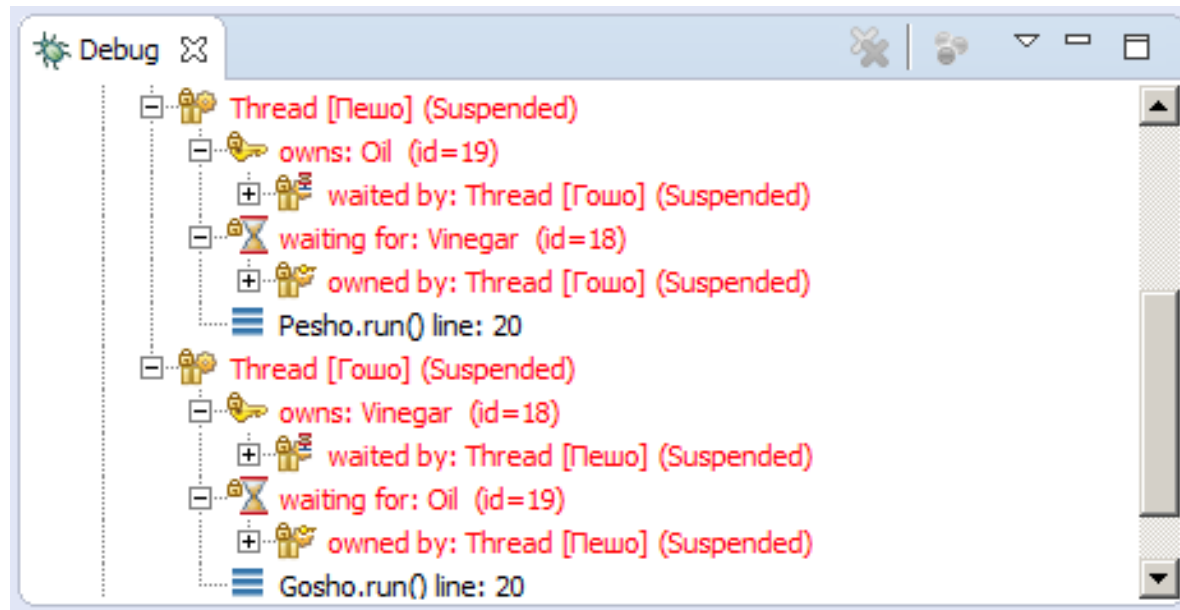 Debug
Thread [Пешо] (Suspended)
owns: Oil (id=19)
waited by: Thread [Гошо] (Suspended)
waiting for: Vinegar (id=18)
owned by: Thread [Гошо] (Suspended)
Pesho.run() line: 20
Thread [Гошо] (Suspended)
owns: Vinegar (id=18)
waited by: Thread [Пешо] (Suspended)
waiting for: Oil (id=19)
owned by: Thread [Пешо] (Suspended)
Gosho.run() line: 20